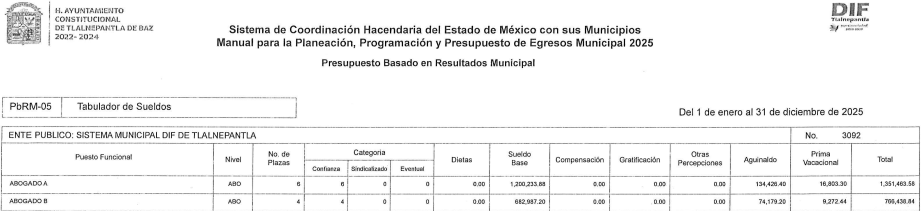 H. AYUNTAMIENTO
CONSTITUCIONAL
DE TLALNEPANTLA DE BAZ
2022- 2024
DIF
Tlalnepantla
Sistema de Coordinación Hacendaria del Estado de México con sus Municipios
Manual para la Planeación, Programación y Presupuesto de Egresos Municipal 2025
Presupuesto Basado en Resultados Municipal
PbRM-05 Tabulador de Sueldos
Del 1 de enero al 31 de diciembre de 2025
ENTE PUBLICO: SISTEMA MUNICIPAL DIF DE TLALNEPANTLA No. 3092
Puesto Funcional Nivel No. de Plazas Categoria Dietas Sueldo Base Compensación Gratificación Otras Percepciones Aguinaldo Prima Vacacional Total
Confianza Sindicalizado Eventual
ABOGADO A ABO 6 6 0 0 0.00 1,200,233.88 0.00 0.00 0.00 134,426.40 16,803.30 1,351,463.58
ABOGADO B ABO 4 4 0 0 0.00 682,987.20 0.00 0.00 0.00 74,179.20 9,272.44 766,438.84